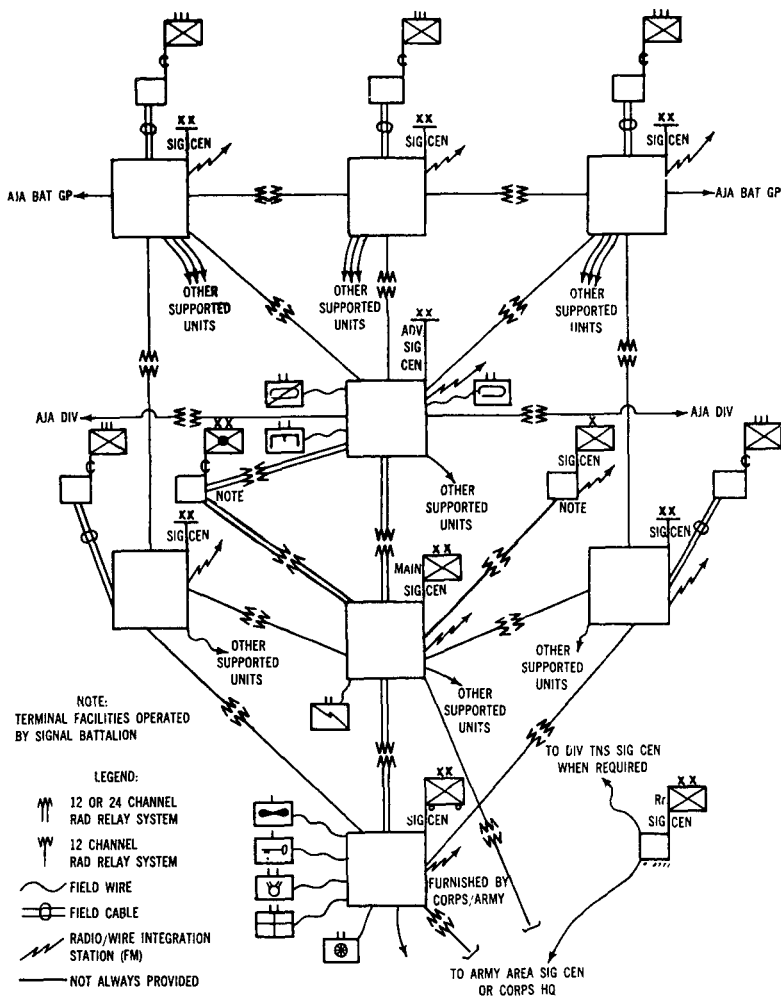 XX
SIG CEN
XX
SIG CEN
XX
SIG CEN
AJA BAT GP
AJA BAT GP
OTHER
SUPPORTED
UNITS
OTHER
SUPPORTED
UNITS
OTHER
SUPPORTED
UNITS
XX
ADV
SIG
CEN
AJA DIV
AJA DIV
XX
X
SIG CEN
NOTE
NOTE
OTHER
SUPPORTED
UNITS
XX
SIG CEN
XX
SIG CEN
XX
MAIN
SIG CEN
OTHER
SUPPORTED
UNITS
OTHER
SUPPORTED
UNITS
OTHER
SUPPORTED
UNITS
NOTE:
TERMINAL FACILITIES OPERATED
BY SIGNAL BATTALION
TO DIV TNS SIG CEN
WHEN REQUIRED
XX
Rr
SIG CEN
XX
SIG CEN
LEGEND:
12 OR 24 CHANNEL
RAD RELAY SYSTEM
12 CHANNEL
RAD RELAY SYSTEM
FIELD WIRE
FIELD CABLE
RADIO/WIRE INTEGRATION
STATION (FM)
NOT ALWAYS PROVIDED
FURNISHED BY
CORPS/ARMY
TO ARMY AREA SIG CEN
OR CORPS HQ